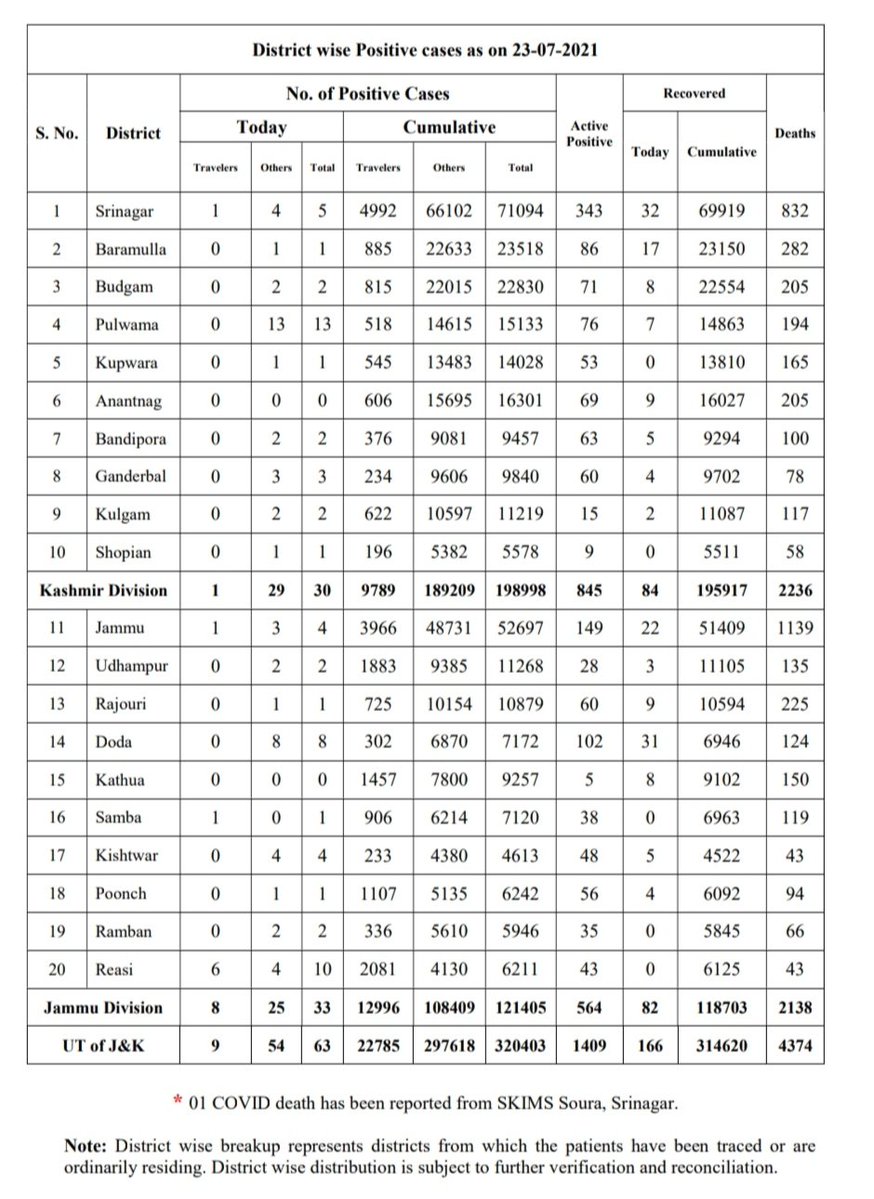 District wise Positive cases as on 23-07-2021
S. No. District No. of Positive Cases Active Positive Recovered Deaths
Today Cumulative Today Cumulative
Travelers Others Total Travelers Others Total
1 Srinagar 1 4 5 4992 66102 71094 343 32 69919 832
2 Baramulla 0 1 1 885 22633 23518 86 17 23150 282
3 Budgam 0 2 2 815 22015 22830 71 8 22554 205
4 Pulwama 0 13 13 518 14615 15133 76 7 14863 194
5 Kupwara 0 1 1 545 13483 14028 53 0 13810 165
6 Anantnag 0 0 0 606 15695 16301 69 9 16027 205
7 Bandipora 0 2 2 376 9081 9457 63 5 9294 100
8 Ganderbal 0 3 3 234 9606 9840 60 4 9702 78
9 Kulgam 0 2 2 622 10597 11219 15 2 11087 117
10 Shopian 0 1 1 196 5382 5578 9 0 5511 58
Kashmir Division 1 29 30 9789 189209 198998 845 84 195917 2236
11 Jammu 1 3 4 3966 48731 52697 149 22 51409 1139
12 Udhampur 0 2 2 1883 9385 11268 28 3 11105 135
13 Rajouri 0 1 1 725 10154 10879 60 9 10594 225
14 Doda 0 8 8 302 6870 7172 102 31 6946 124
15 Kathua 0 0 0 1457 7800 9257 5 8 9102 150
16 Samba 1 0 1 906 6214 7120 38 0 6963 119
17 Kishtwar 0 4 4 233 4380 4613 48 5 4522 43
18 Poonch 0 1 1 1107 5135 6242 56 4 6092 94
19 Ramban 0 2 2 336 5610 5946 35 0 5845 66
20 Reasi 6 4 10 2081 4130 6211 43 0 6125 43
Jammu Division 8 25 33 12996 108409 121405 564 82 118703 2138
UT of J&K 9 54 63 22785 297618 320403 1409 166 314620 4374
* 01 COVID death has been reported from SKIMS Soura, Srinagar.
Note: District wise breakup represents districts from which the patients have been traced or are
ordinarily residing. District wise distribution is subject to further verification and reconciliation.